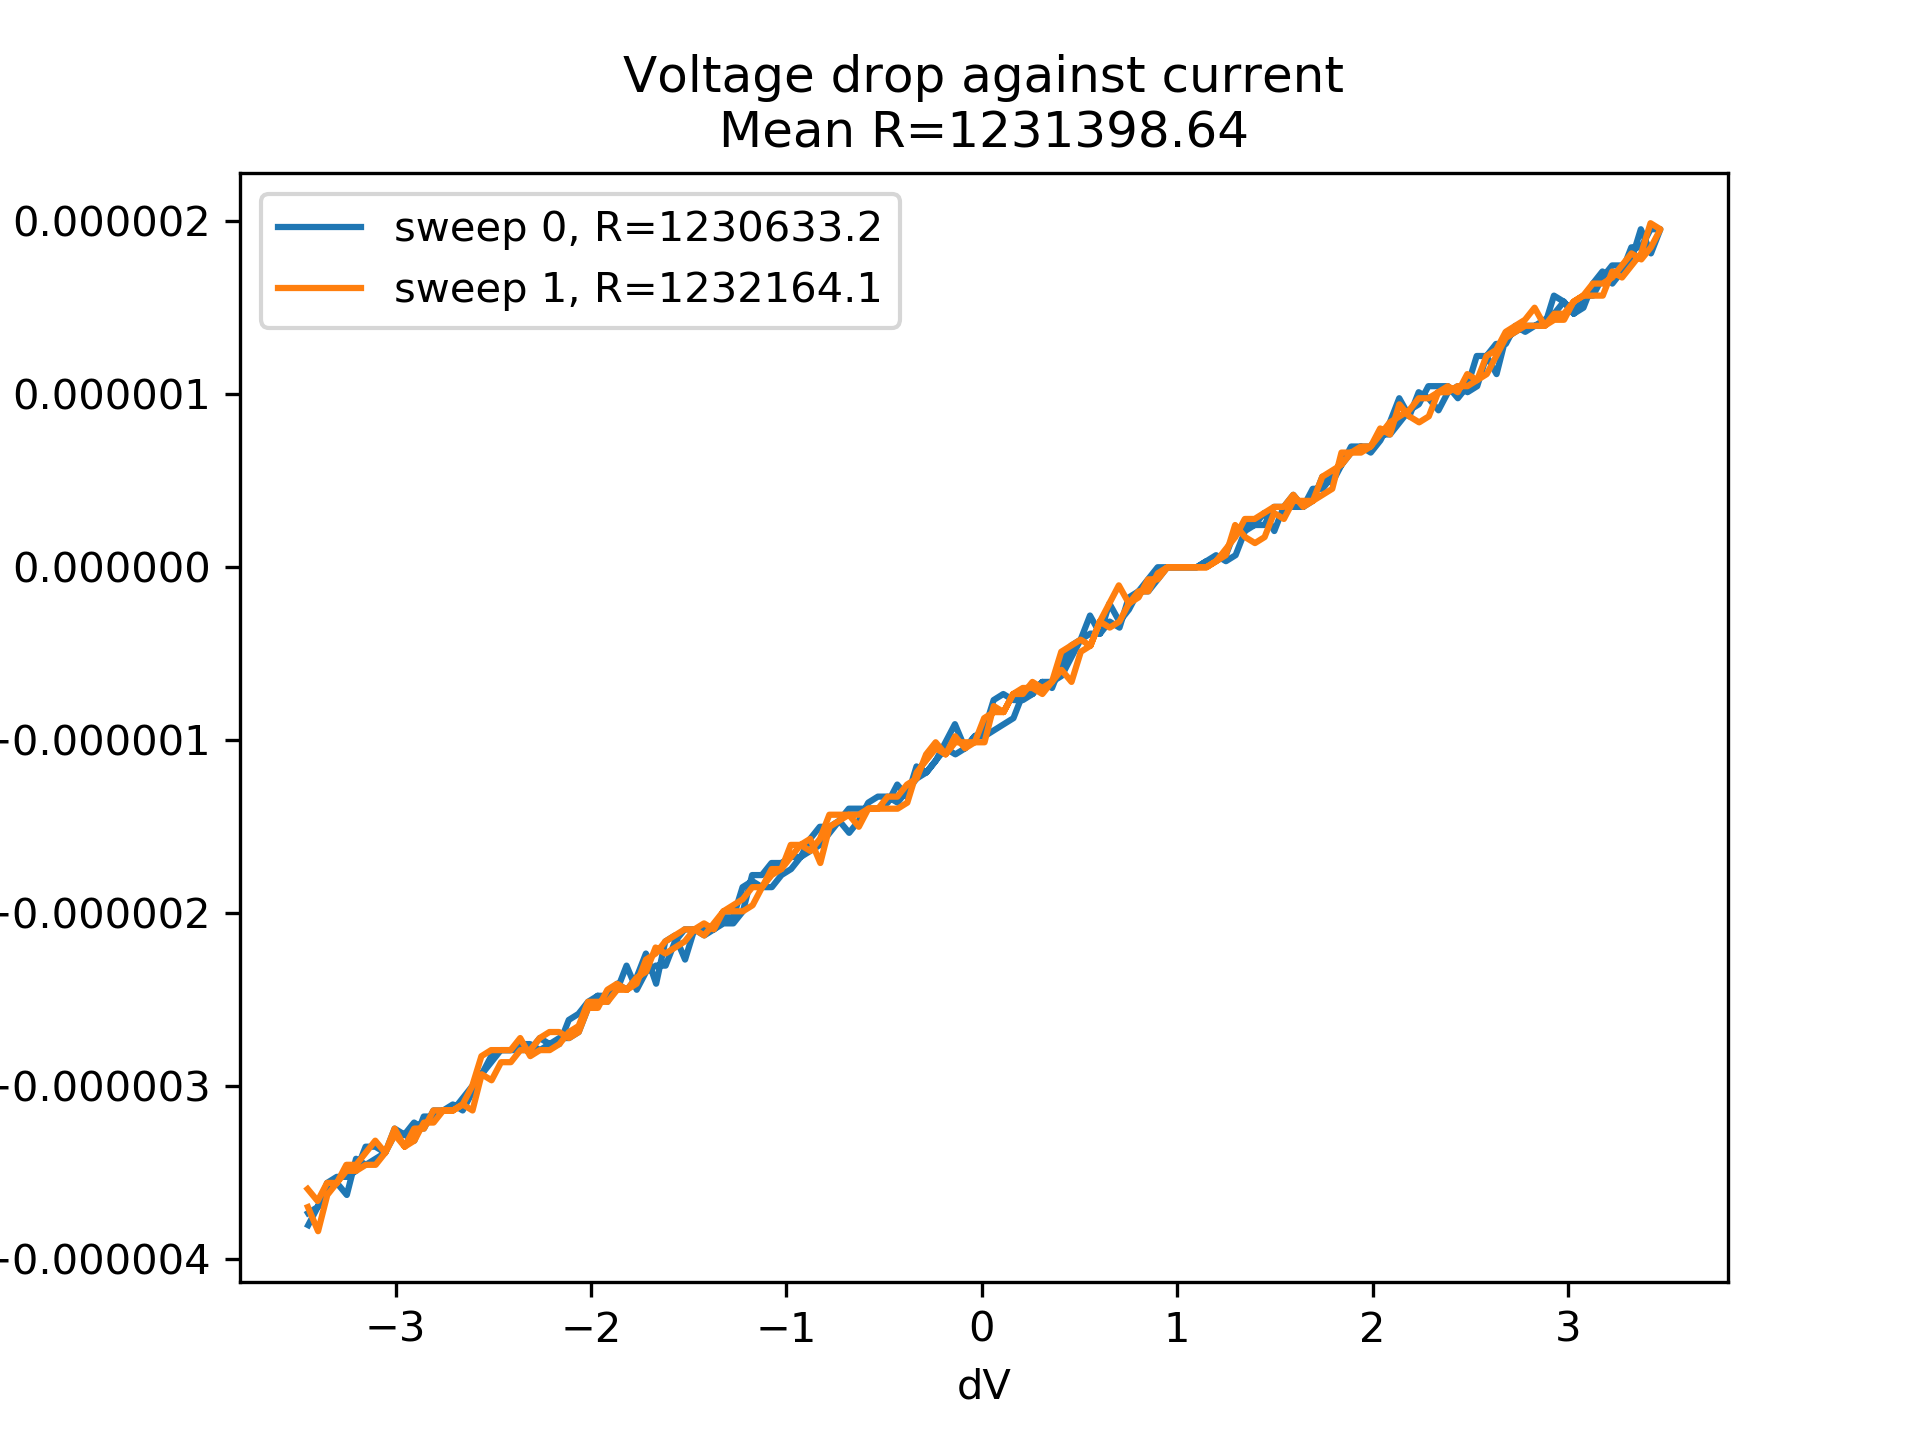 Voltage drop against current
Mean R=1231398.64
sweep 0, R=1230633.2
sweep 1, R=1232164.1
0.000002
0.000001
0.000000
-0.000001
-0.000002
-0.000003
-0.000004
−3 −2 −1 0 1 2 3
dV